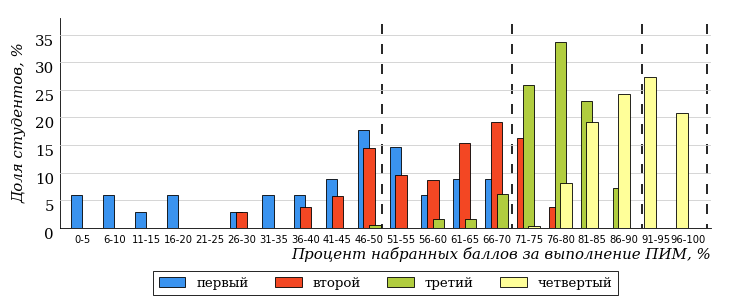 Доля студентов, %
35
30
25
20
15
10
5
0
0-5 6-10 11-15 16-20 21-25 26-30 31-35 36-40 41-45 46-50 51-55 56-60 61-65 66-70 71-75 76-80 81-85 86-90 91-95 96-100
Процент набранных баллов за выполнение ПИМ, %
первый второй третий четвертый